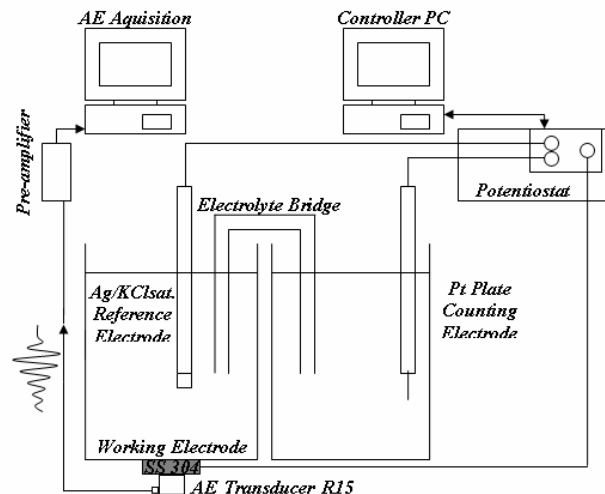 AE Aquisition
Controller PC
Pre-amplifier
Potentiostat
Electrolyte Bridge
Ag/KClsat.
Reference
Electrode
Pt Plate
Counting
Electrode
Working Electrode
SS 304
AE Transducer R15